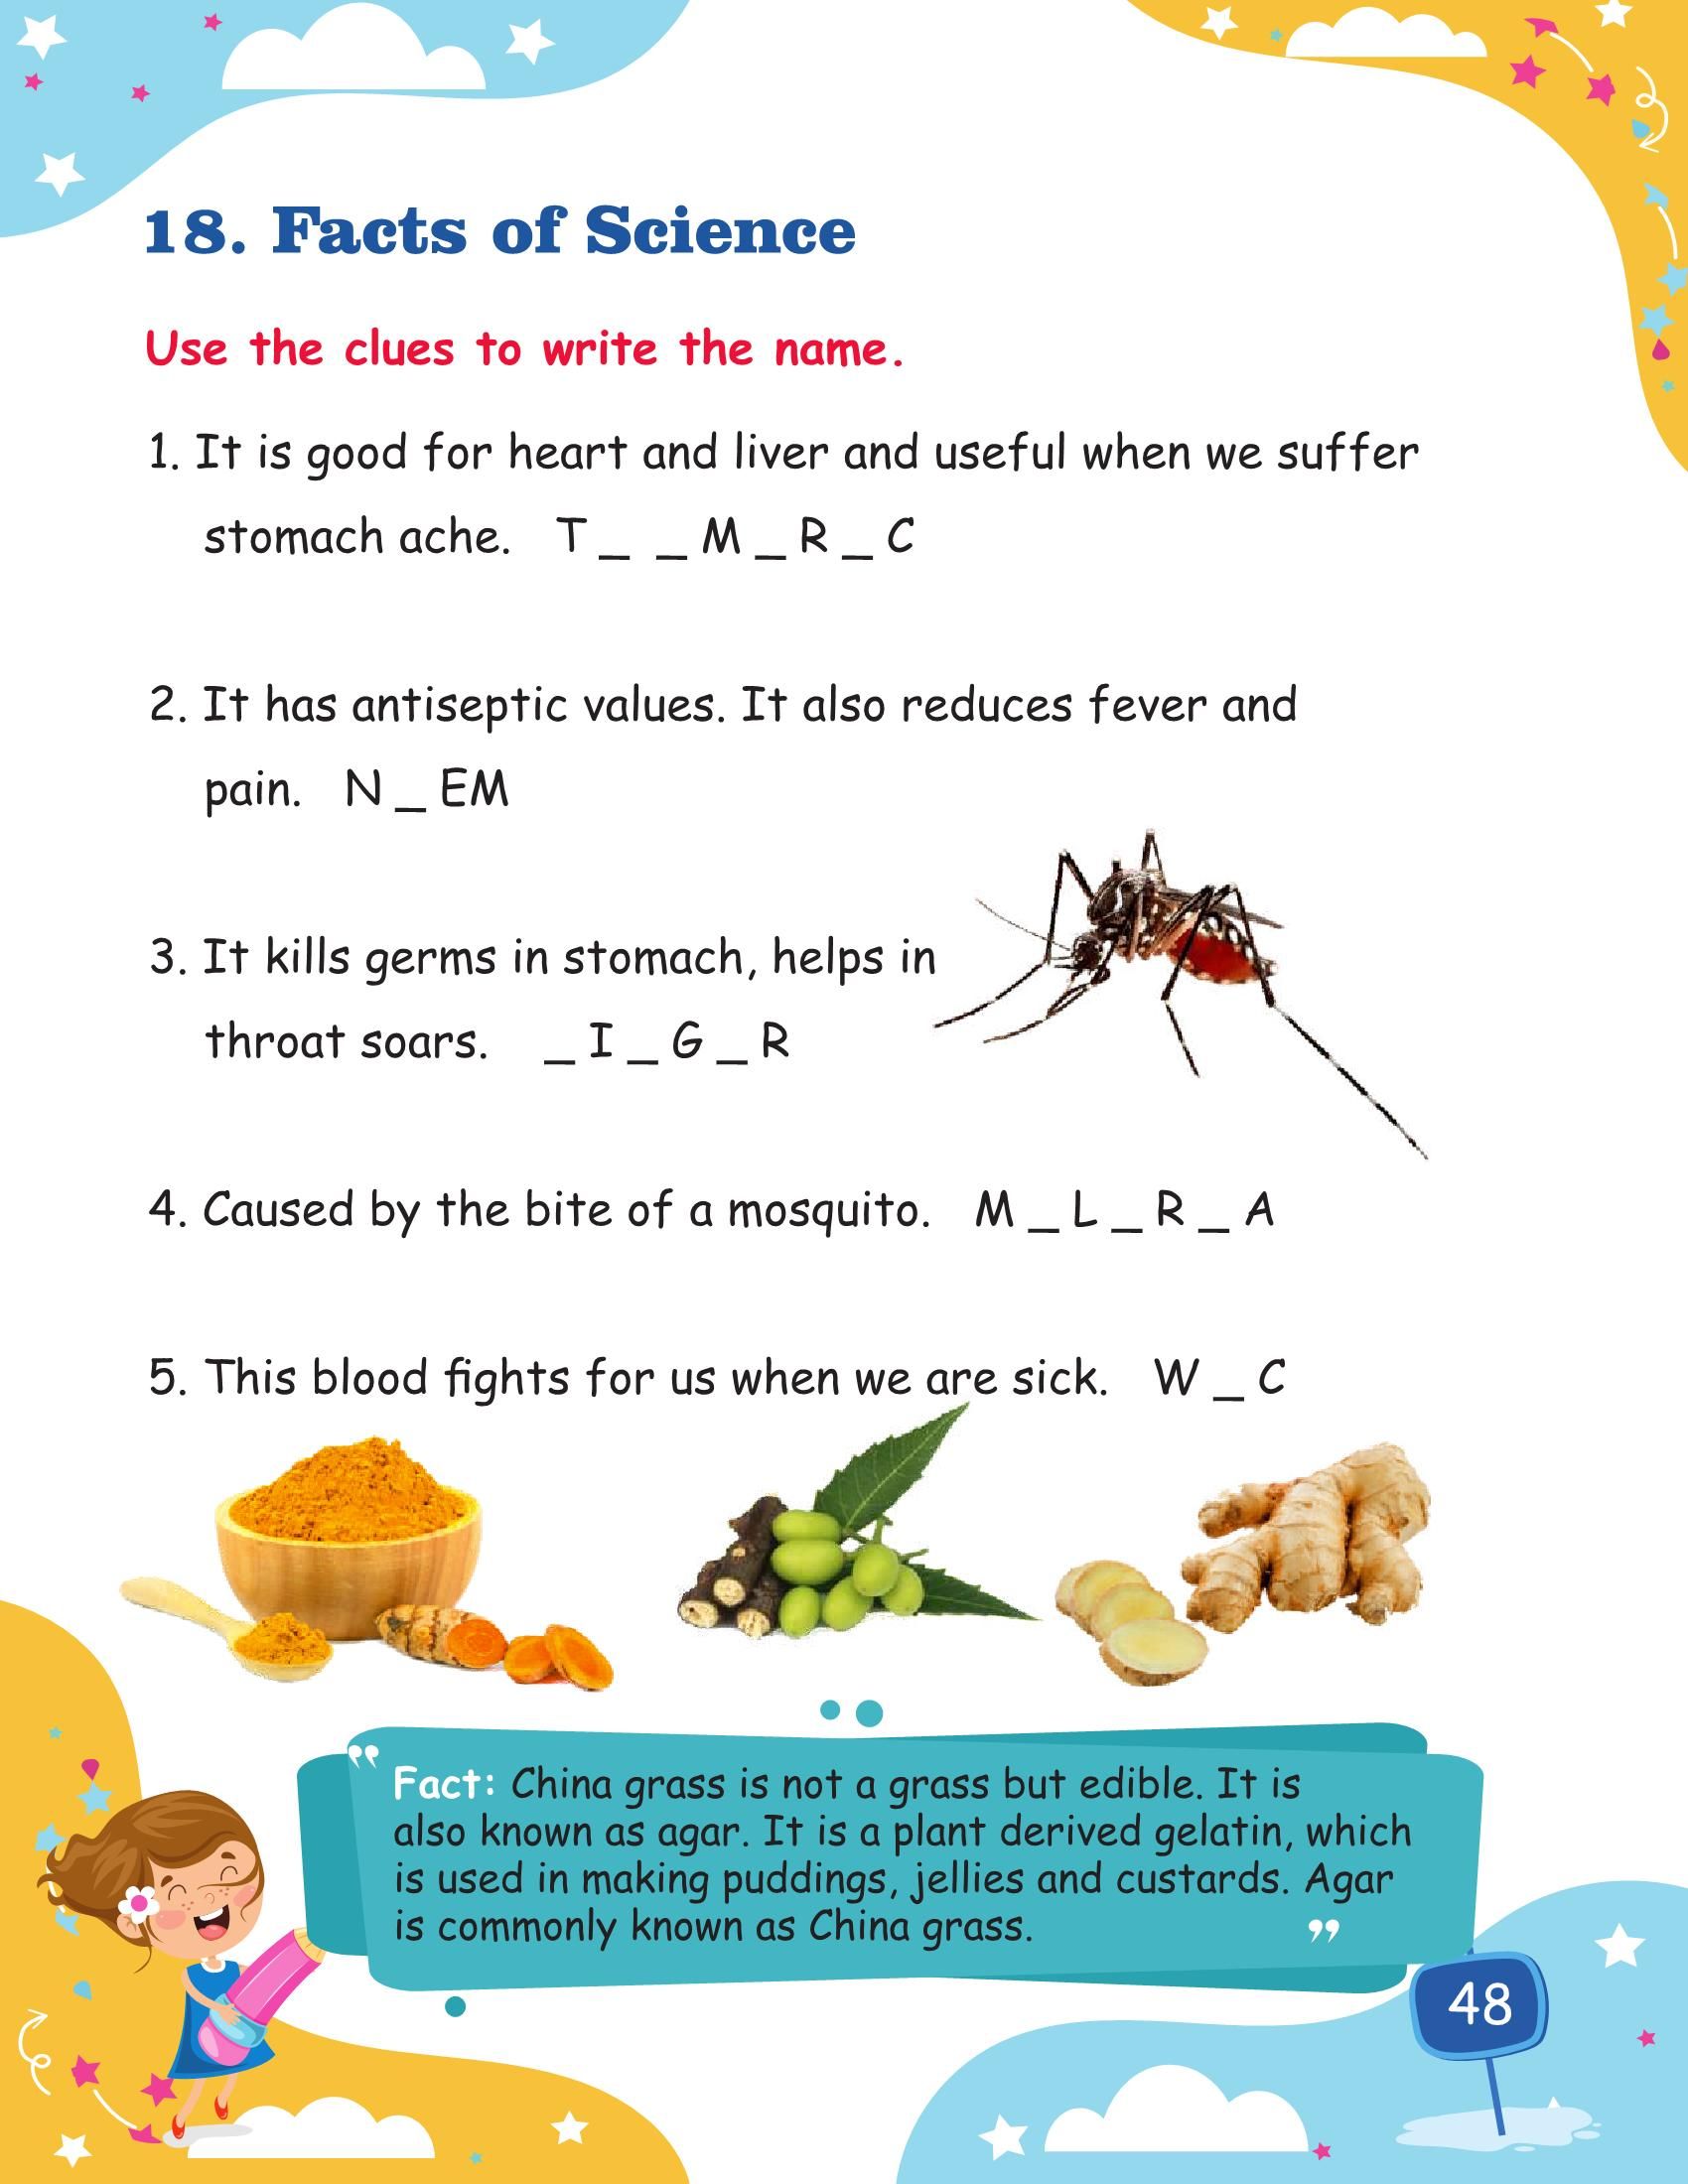 18. Facts of Science
Use the clues to write the name.
1. It is good for heart and liver and useful when we suffer
stomach ache. T _ _ M _ R _ C
2. It has antiseptic values. It also reduces fever and
pain. N _ EM
3. It kills germs in stomach, helps in
throat soars. _ I _ G _ R
4. Caused by the bite of a mosquito. M _ L _ R _ A
5. This blood fights for us when we are sick. W _ C
” Fact: China grass is not a grass but edible. It is
also known as agar. It is a plant derived gelatin, which
is used in making puddings, jellies and custards. Agar
is commonly known as China grass. ”
48